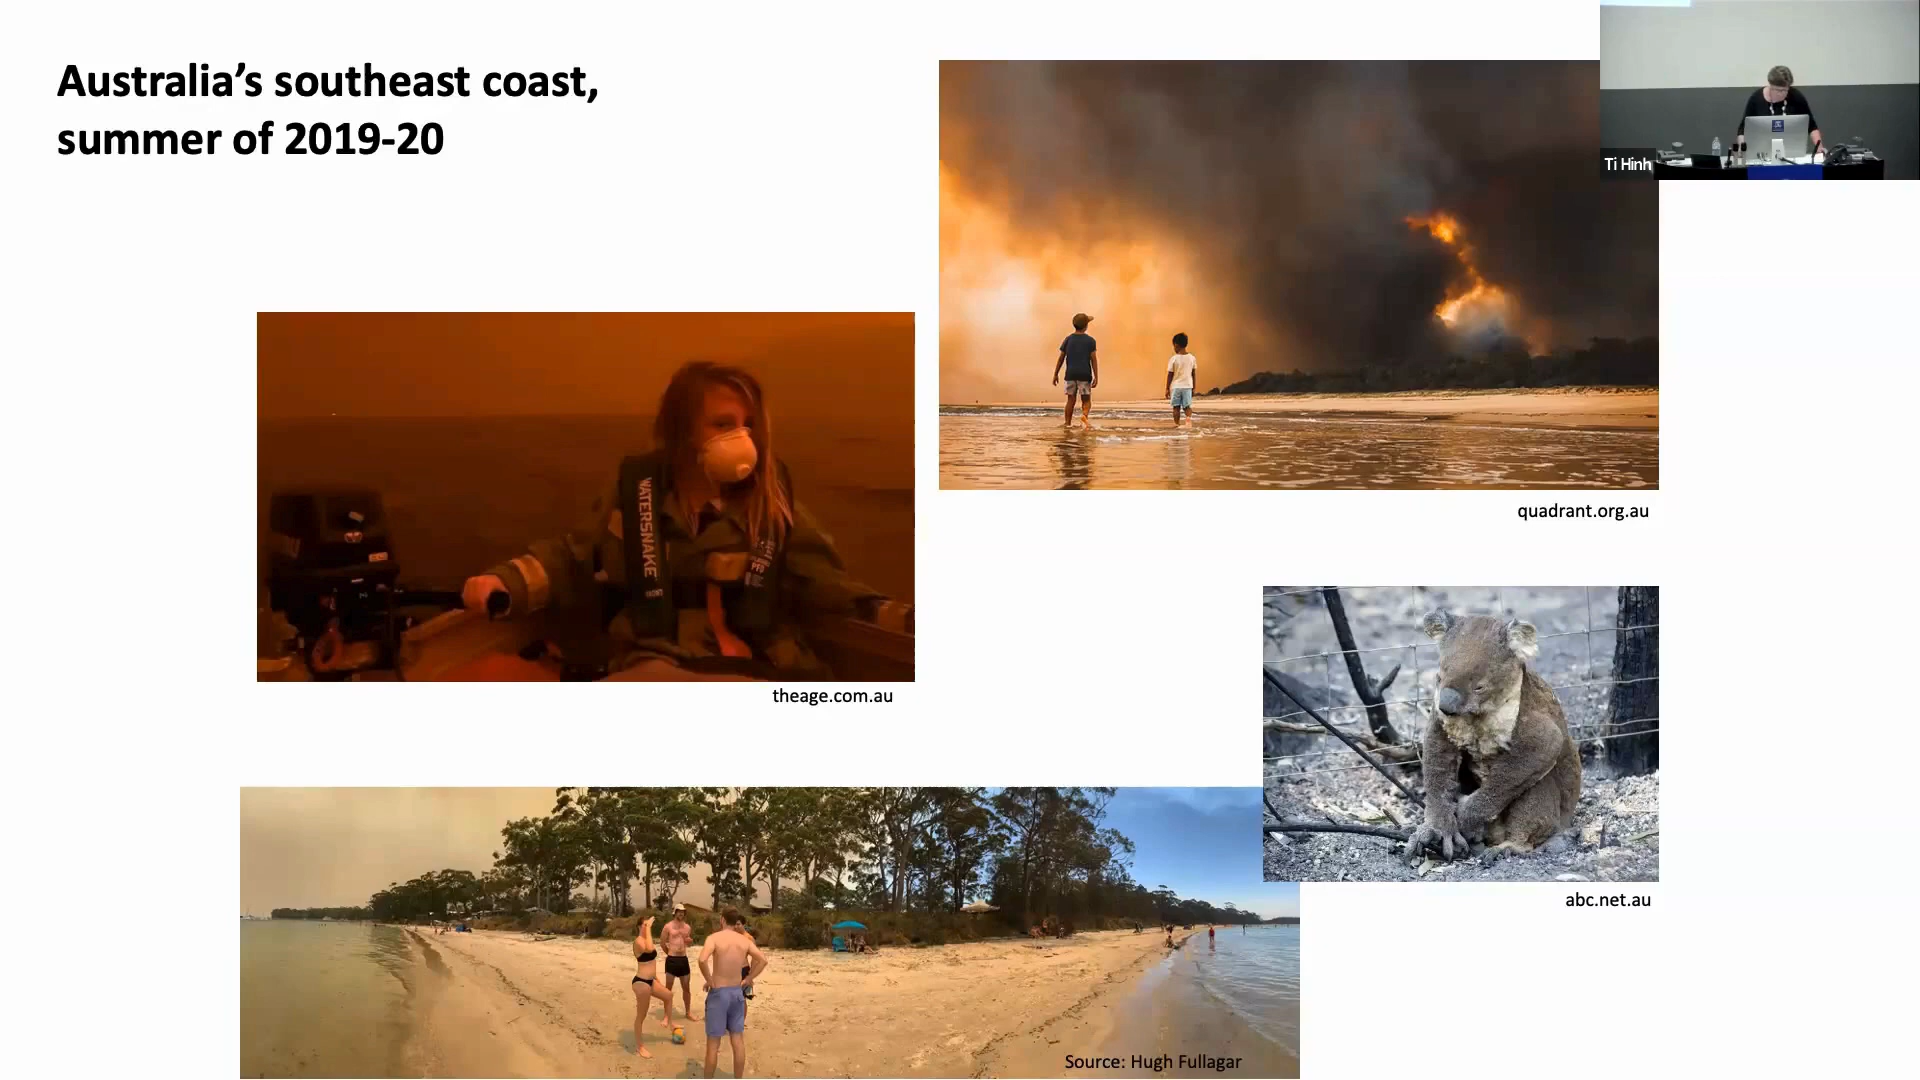 Australia’s southeast coast,
summer of 2019-20
Ti Hinh
WATERSNAKE
quadrant.org.au
theage.com.au
abc.net.au
Source: Hugh Fullagar